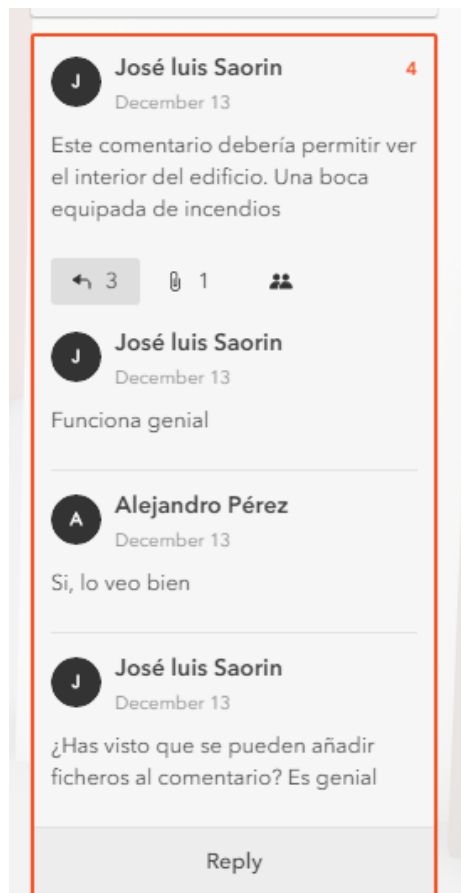 J
José luis Saorin
4
December 13
Este comentario debería permitir ver
el interior del edificio. Una boca
equipada de incendios
3
1
J
José luis Saorin
December 13
Funciona genial
A
Alejandro Pérez
December 13
Si, lo veo bien
J
José luis Saorin
December 13
¿Has visto que se pueden añadir
ficheros al comentario? Es genial
Reply